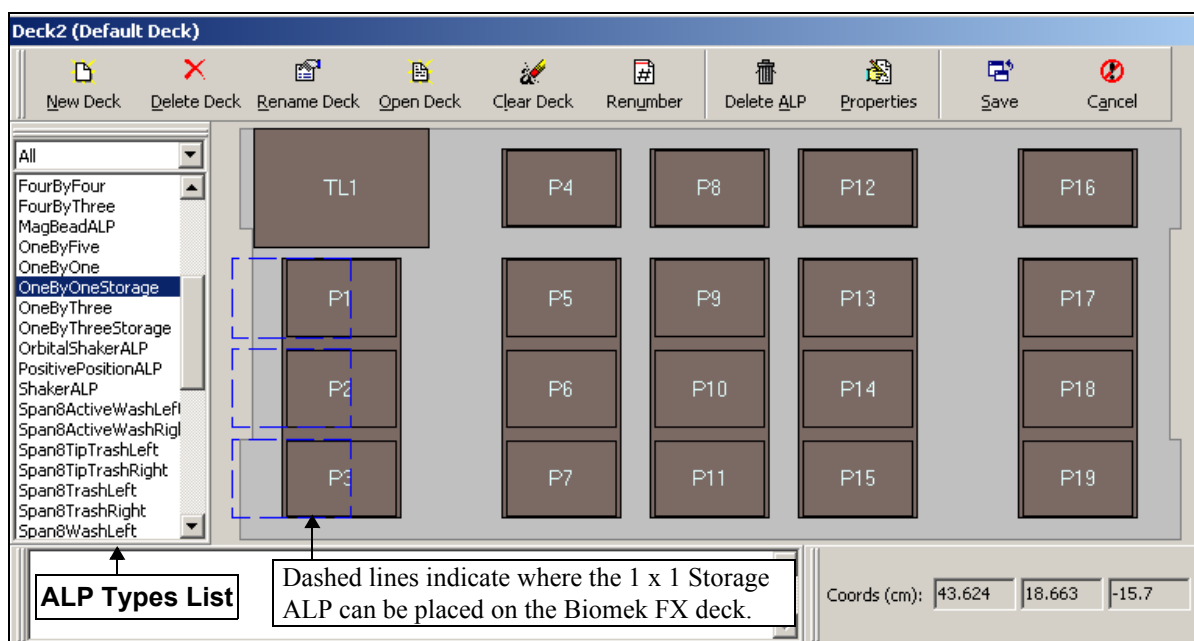 Deck2 (Default Deck)
New Deck Delete Deck Rename Deck Open Deck Clear Deck Renumber Delete ALP Properties Save Cancel
All
FourByFour
FourByThree
MagBeadALP
OneByFive
OneByOne
OneByOneStorage
OneByThree
OneByThreeStorage
OrbitalShakerALP
PositivePositionALP
ShakerALP
Span8ActiveWashLeft
Span8ActiveWashRigl
Span8TipTrashLeft
Span8TipTrashRight
Span8TrashLeft
Span8TrashRight
Span8WashLeft
TL1 P4 P8 P12 P16
P1 P5 P9 P13 P17
P2 P6 P10 P14 P18
P3 P7 P11 P15 P19
ALP Types List
Dashed lines indicate where the 1 x 1 Storage
ALP can be placed on the Biomek FX deck.
Coords (cm): 43.624 18.663 -15.7